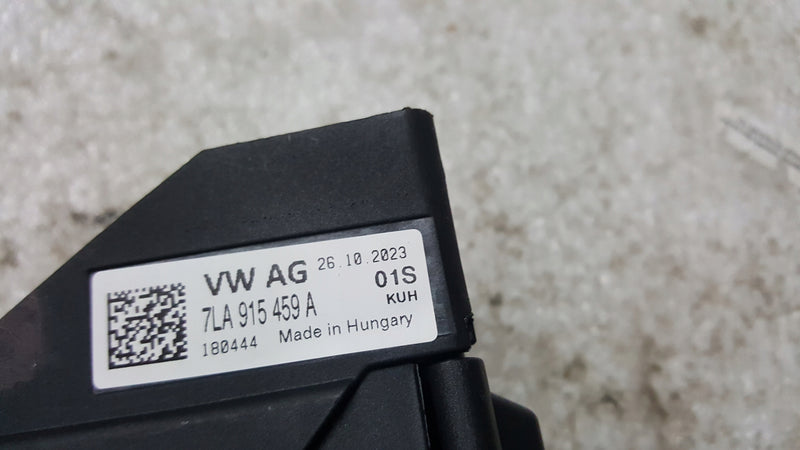 VW AG 26.10.2023
7LA 915 459 A 01S
KUH
180444 Made in Hungary